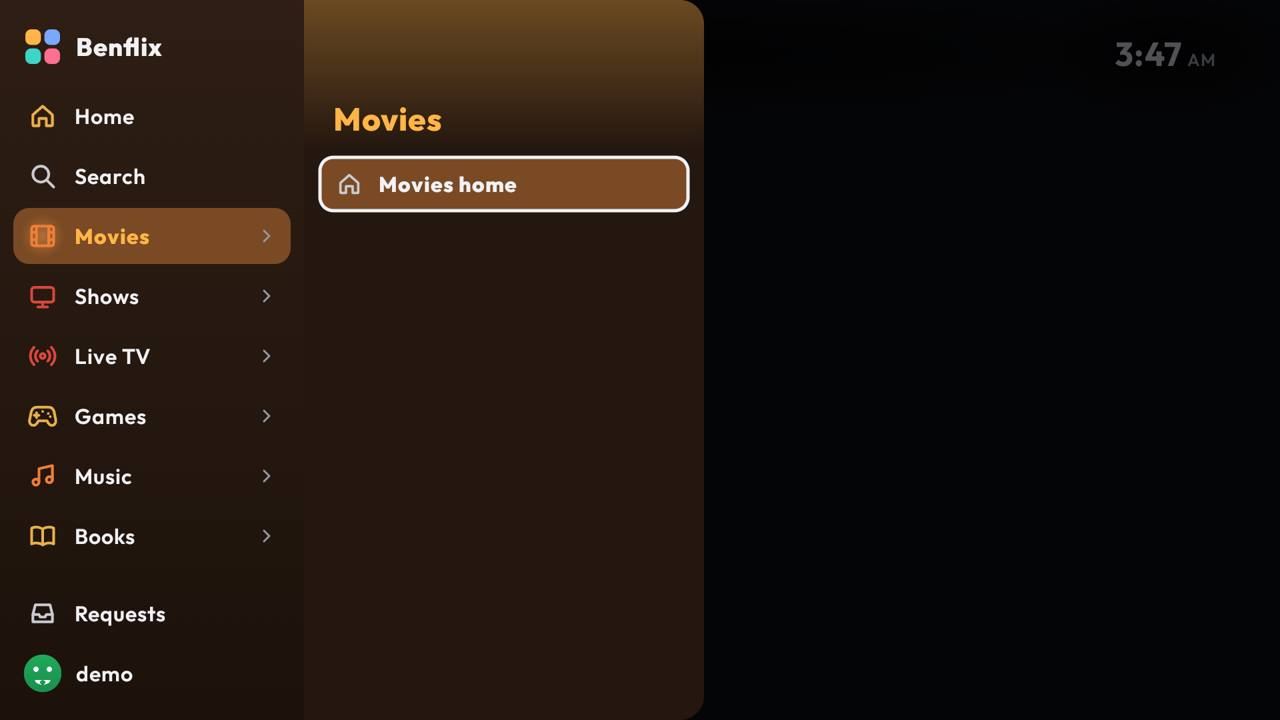 Benflix
Home
Search
Movies
Shows
Live TV
Games
Music
Books
Requests
demo
Movies
Movies home
3:47 AM